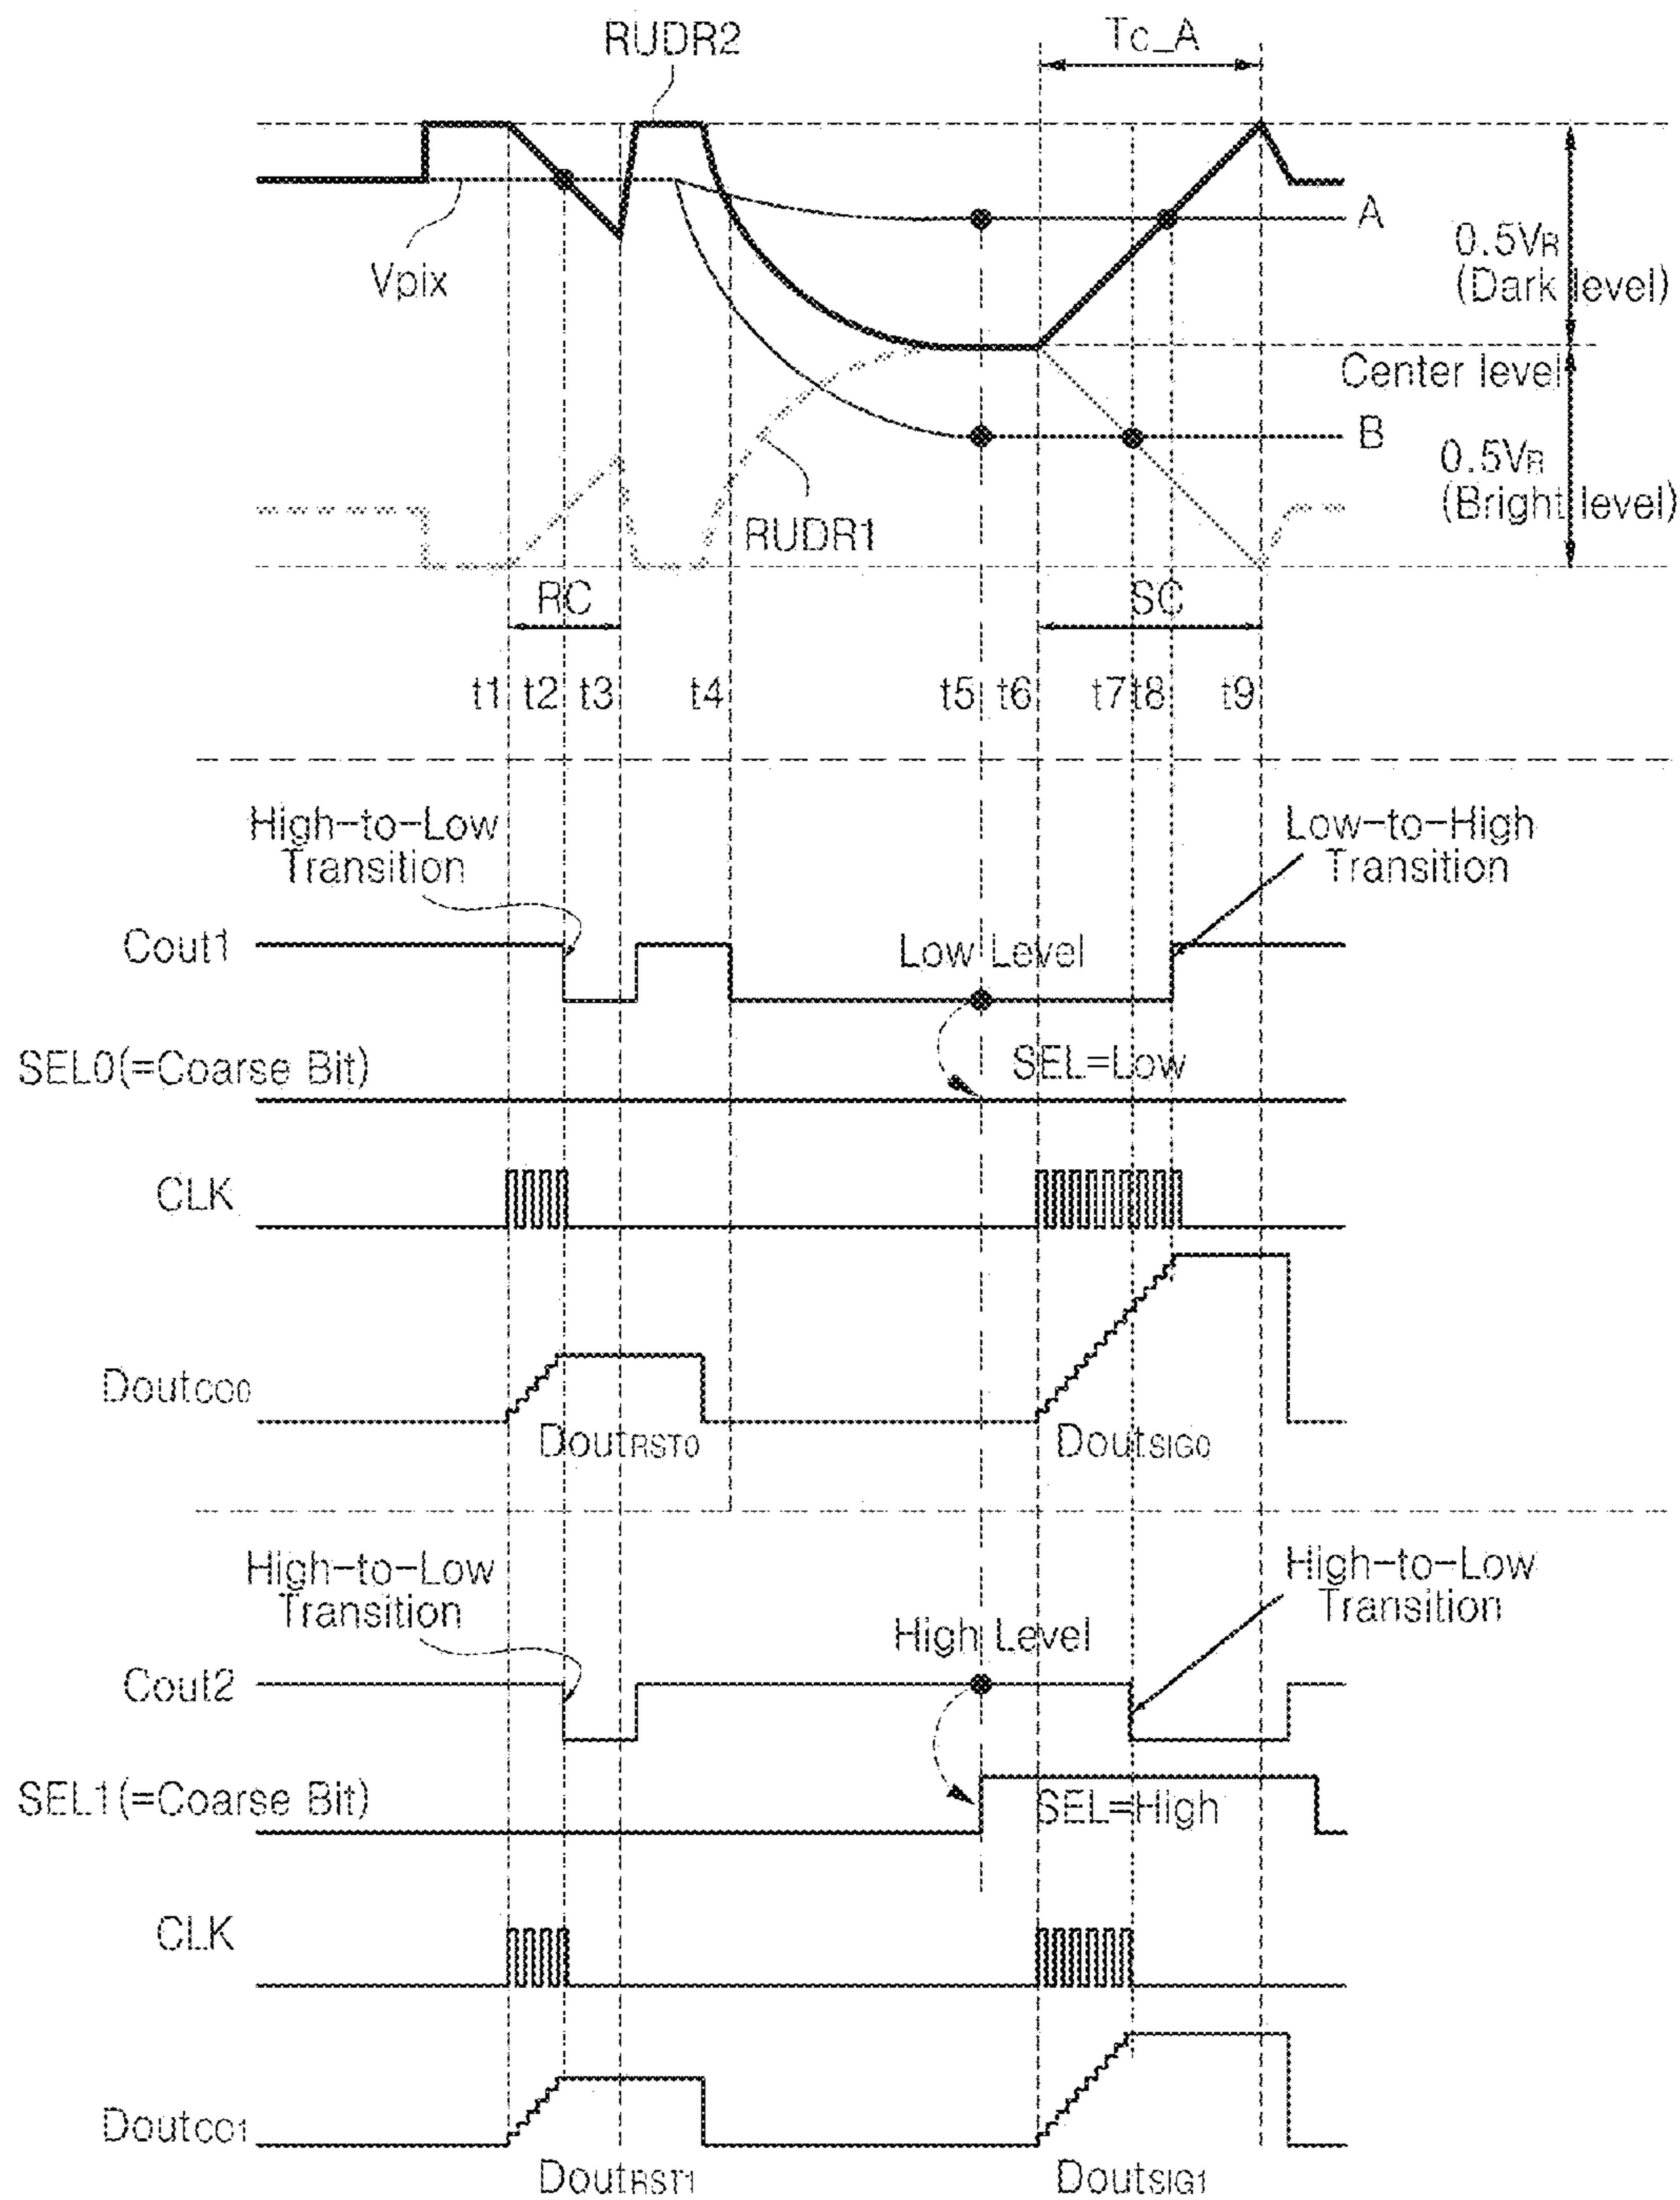 RUDR2
Tc_A
A
Vpix
0.5VR
(Dark level)
Center level
B
0.5VR
(Bright level)
RUDR1
RC
SC
t1 t2 t3 t4 t5 t6 t7 t8 t9
High-to-Low
Transition
Low-to-High
Transition
Cout1
Low Level
SEL0(=Coarse Bit)
SEL=Low
CLK
DoutCC0
DoutRST0
DoutSIG0
High-to-Low
Transition
High-to-Low
Transition
High Level
Cout2
SEL1(=Coarse Bit)
SEL=High
CLK
DoutCC1
DoutRST1
DoutSIG1